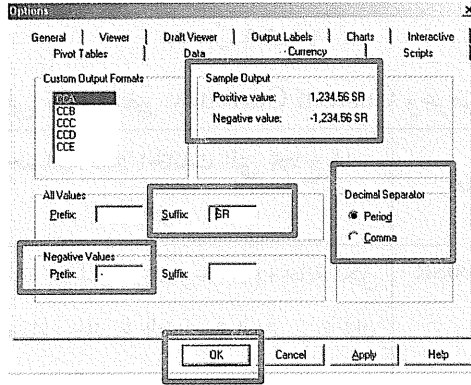 Options
General Viewer Draft Viewer Output Labels Charts Interactive
Pivot Tables Data Currency Scripts
Custom Output Formats
CCA
CCB
CCC
CCD
CCE
Sample Output
Positive value: 1,234.56 SR
Negative value: -1,234.56 SR
All Values
Prefix: Suffix: SR
Decimal Separator
Period
Comma
Negative Values
Prefix: - Suffix:
OK Cancel Apply Help